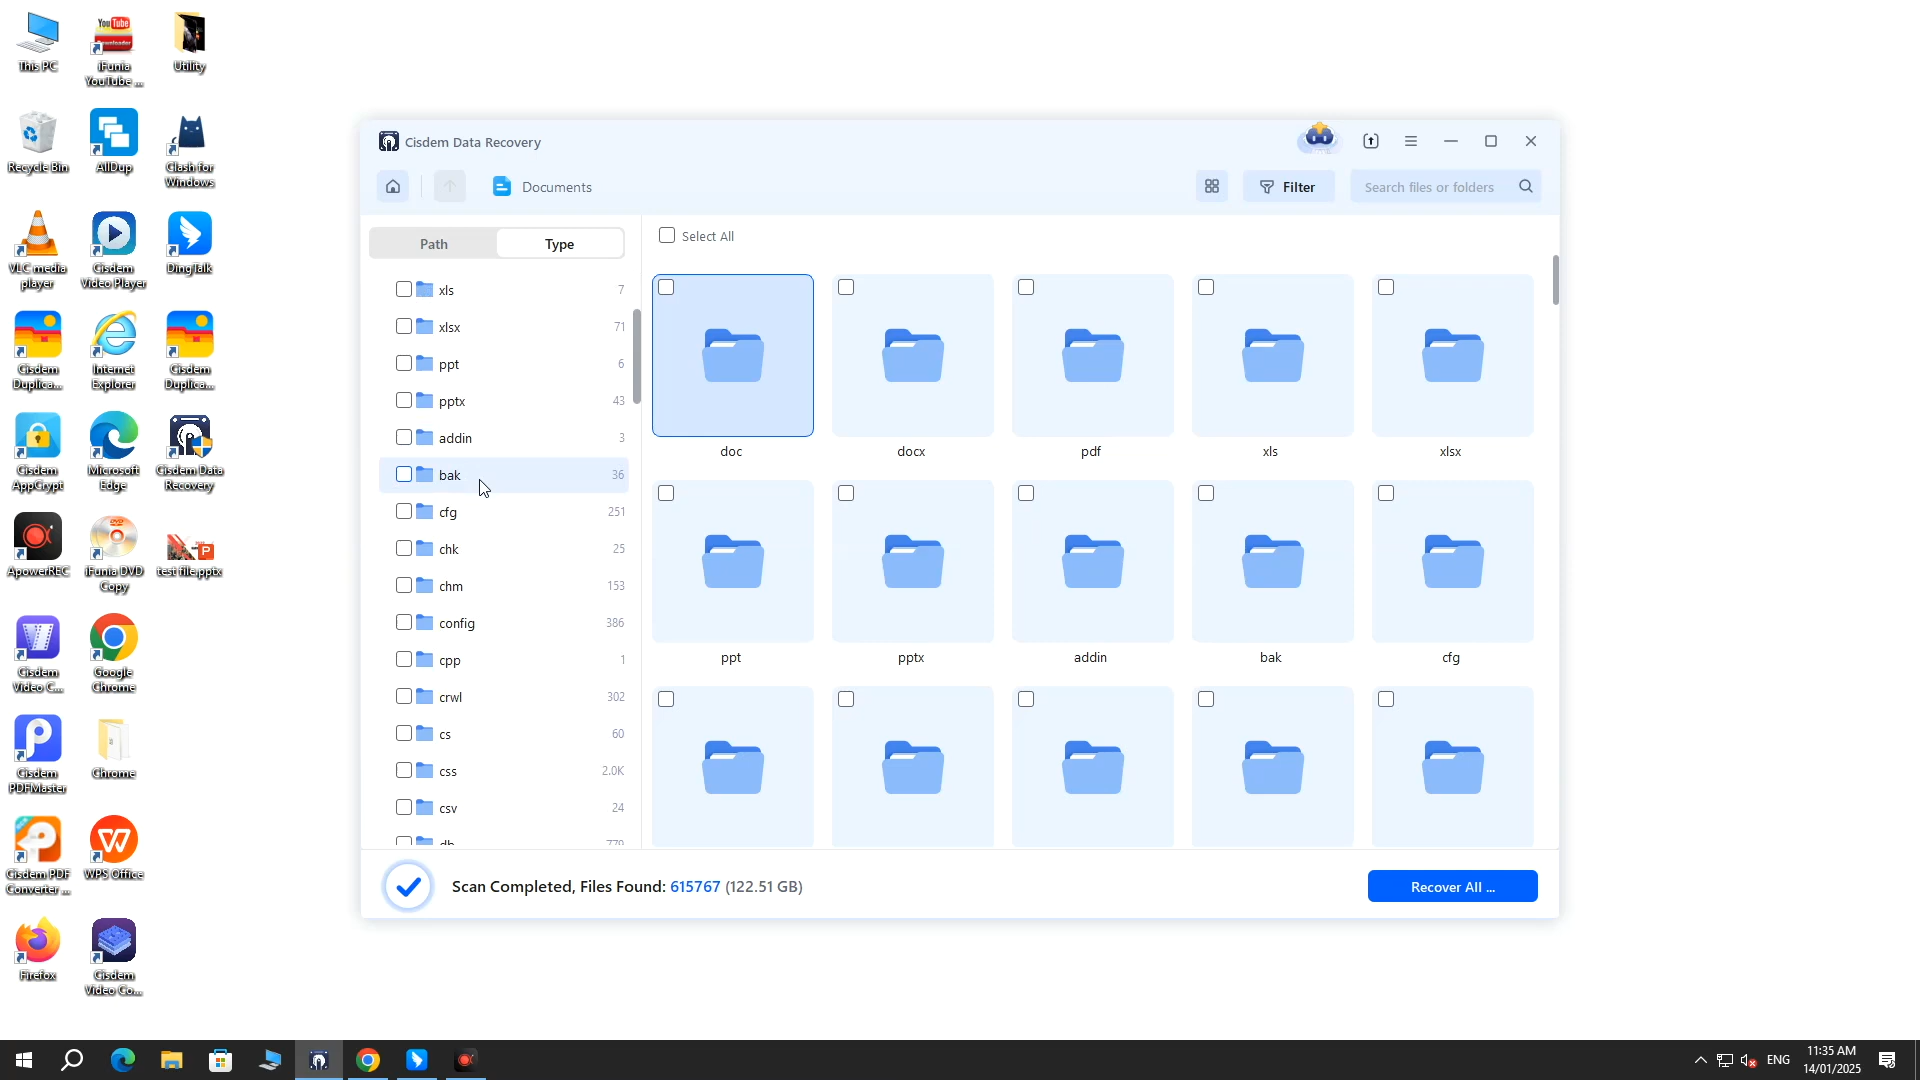 This PC
iFunia
YouTube ...
Utility
Recycle Bin
AllDup
Clash for
Windows
VLC media
player
Cisdem
Video Player
DingTalk
Cisdem
Duplica...
Internet
Explorer
Cisdem
Duplica...
Cisdem
AppCrypt
Microsoft
Edge
Cisdem Data
Recovery
ApowerREC
iFunia DVD
Copy
test file.pptx
Cisdem
Video C...
Google
Chrome
Cisdem
PDFMaster
Chrome
Cisdem PDF
Converter ...
WPS Office
Firefox
Cisdem
Video Co...
Cisdem Data Recovery
Documents
Filter
Search files or folders
Path
Type
Select All
xls 7
xlsx 71
ppt 6
pptx 43
addin 3
bak 36
cfg 251
chk 25
chm 153
config 386
cpp 1
crwl 302
cs 60
css 2.0K
csv 24
db 779
doc
docx
pdf
xls
xlsx
ppt
pptx
addin
bak
cfg
Scan Completed, Files Found: 615767 (122.51 GB)
Recover All ...
ENG
11:35 AM
14/01/2025